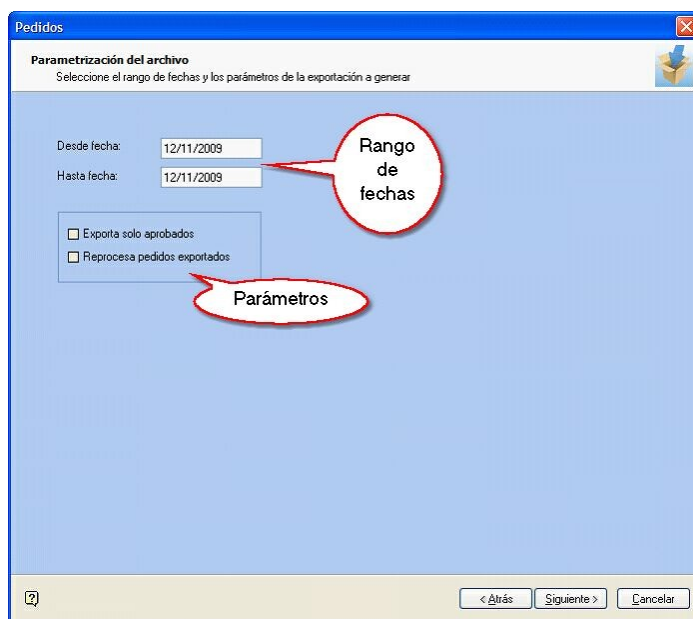 Pedidos
Parametrización del archivo
Seleccione el rango de fechas y los parámetros de la exportación a generar
Desde fecha: 12/11/2009
Hasta fecha: 12/11/2009
Rango
de
fechas
Exporta solo aprobados
Reprocesa pedidos exportados
Parámetros
< Atrás Siguiente > Cancelar